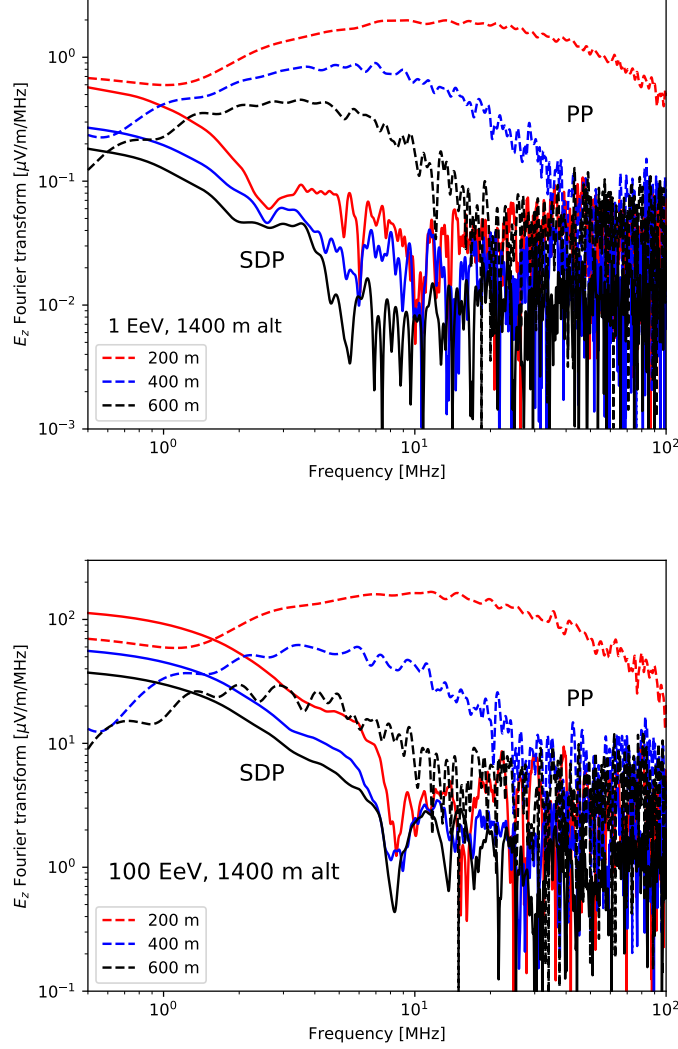 10⁰
10⁻¹
10⁻²
10⁻³
E_z Fourier transform [μV/m/MHz]
PP
SDP
1 EeV, 1400 m alt
200 m
400 m
600 m
10⁰
10¹
10²
Frequency [MHz]
10²
10¹
10⁰
10⁻¹
E_z Fourier transform [μV/m/MHz]
PP
SDP
100 EeV, 1400 m alt
200 m
400 m
600 m
10⁰
10¹
10²
Frequency [MHz]